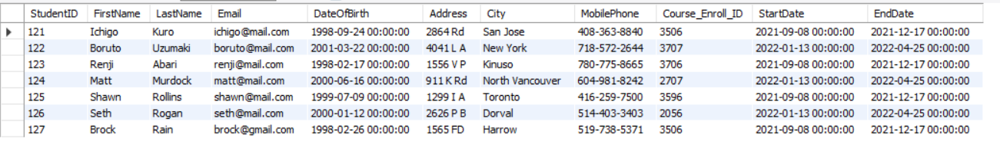 StudentID FirstName LastName Email DateOfBirth Address City MobilePhone Course_Enroll_ID StartDate EndDate
121 Ichigo Kuro ichigo@mail.com 1998-09-24 00:00:00 2864 Rd San Jose 408-363-8840 3506 2021-09-08 00:00:00 2021-12-17 00:00:00
122 Boruto Uzumaki boruto@mail.com 2001-03-22 00:00:00 4041 L A New York 718-572-2644 3707 2022-01-13 00:00:00 2022-04-25 00:00:00
123 Renji Abari renji@mail.com 1998-02-17 00:00:00 1556 V P Kinuso 780-775-8665 3706 2021-09-08 00:00:00 2021-12-17 00:00:00
124 Matt Murdock matt@mail.com 2000-06-16 00:00:00 911 K Rd North Vancouver 604-981-8242 2707 2022-01-13 00:00:00 2022-04-25 00:00:00
125 Shawn Rollins shawn@mail.com 1999-07-09 00:00:00 1299 I A Toronto 416-259-7500 3596 2021-09-08 00:00:00 2021-12-17 00:00:00
126 Seth Rogan seth@mail.com 2000-01-12 00:00:00 2626 P B Dorval 514-403-3403 2056 2022-01-13 00:00:00 2022-04-25 00:00:00
127 Brock Rain brock@gmail.com 1998-02-26 00:00:00 1565 FD Harrow 519-738-5371 3506 2021-09-08 00:00:00 2021-12-17 00:00:00